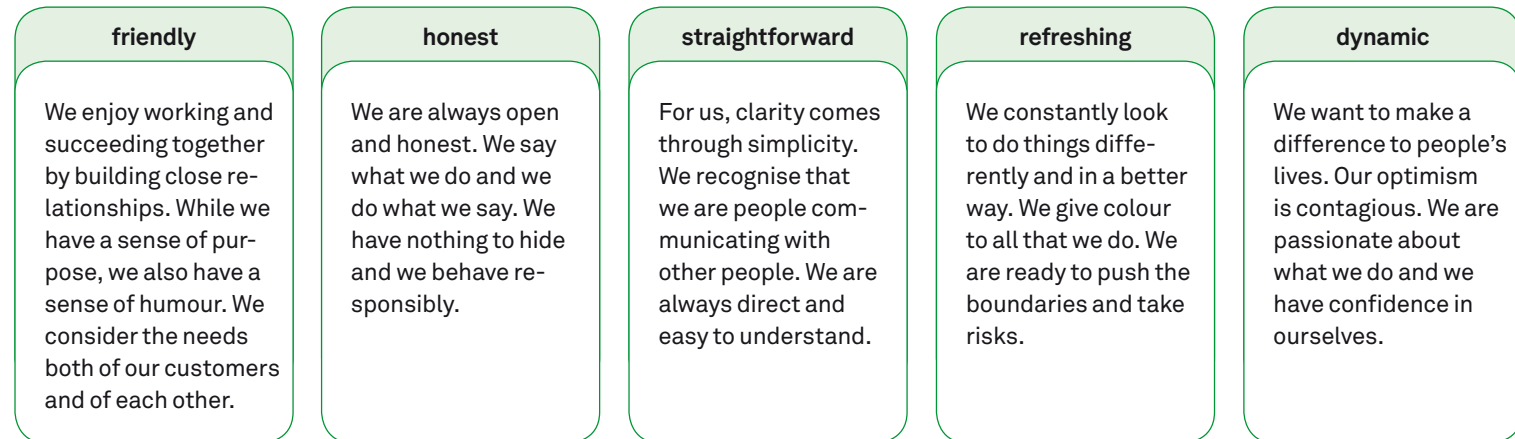 friendly
We enjoy working and
succeeding together
by building close re-
lationships. While we
have a sense of pur-
pose, we also have a
sense of humour. We
consider the needs
both of our customers
and of each other.
honest
We are always open
and honest. We say
what we do and we
do what we say. We
have nothing to hide
and we behave re-
sponsibly.
straightforward
For us, clarity comes
through simplicity.
We recognise that
we are people com-
municating with
other people. We are
always direct and
easy to understand.
refreshing
We constantly look
to do things diffe-
rently and in a better
way. We give colour
to all that we do. We
are ready to push the
boundaries and take
risks.
dynamic
We want to make a
difference to people's
lives. Our optimism
is contagious. We are
passionate about
what we do and we
have confidence in
ourselves.